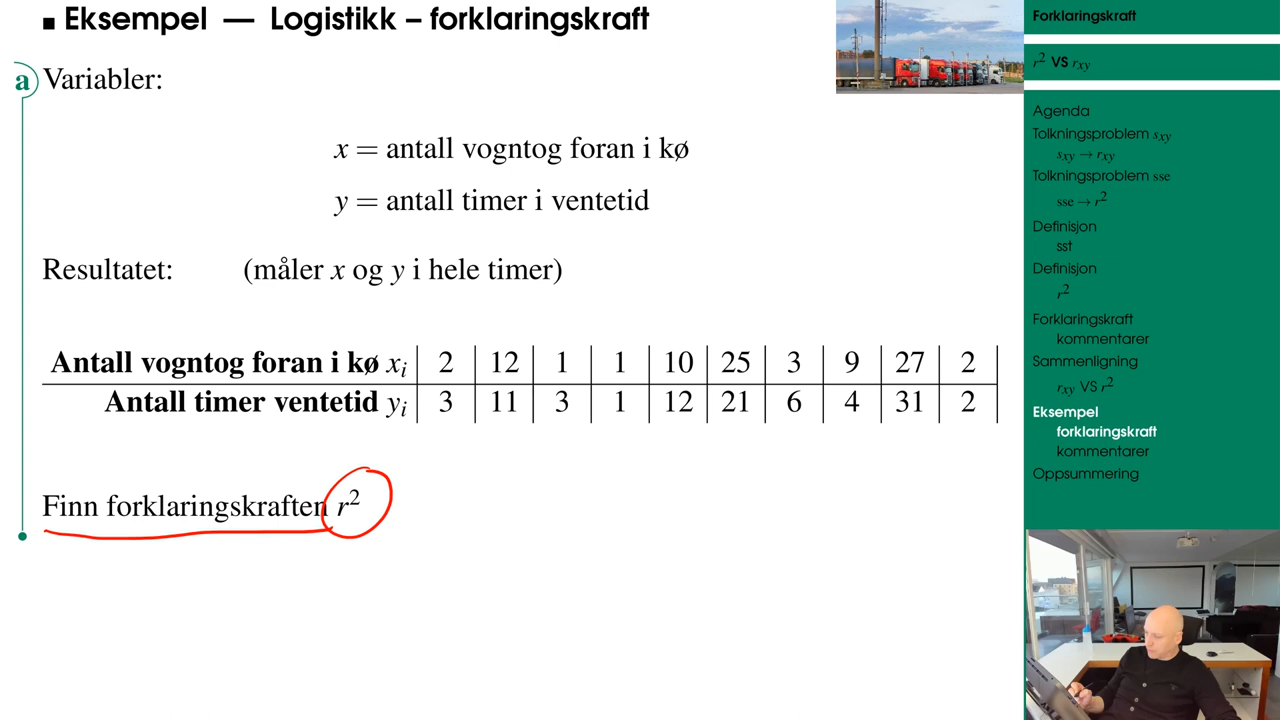 Eksempel — Logistikk – forklaringskraft
a Variabler:
x = antall vogntog foran i kø
y = antall timer i ventetid
Resultatet: (måler x og y i hele timer)
Antall vogntog foran i kø xᵢ 2 12 1 1 10 25 3 9 27 2
Antall timer ventetid yᵢ 3 11 3 1 12 21 6 4 31 2
Finn forklaringskraften r²
Forklaringskraft
r² VS rxy
Agenda
Tolkningsproblem sxy
sxy → rxy
Tolkningsproblem sse
sse → r²
Definisjon
sst
Definisjon
r²
Forklaringskraft
kommentarer
Sammenligning
rxy VS r²
Eksempel
forklaringskraft
kommentarer
Oppsummering